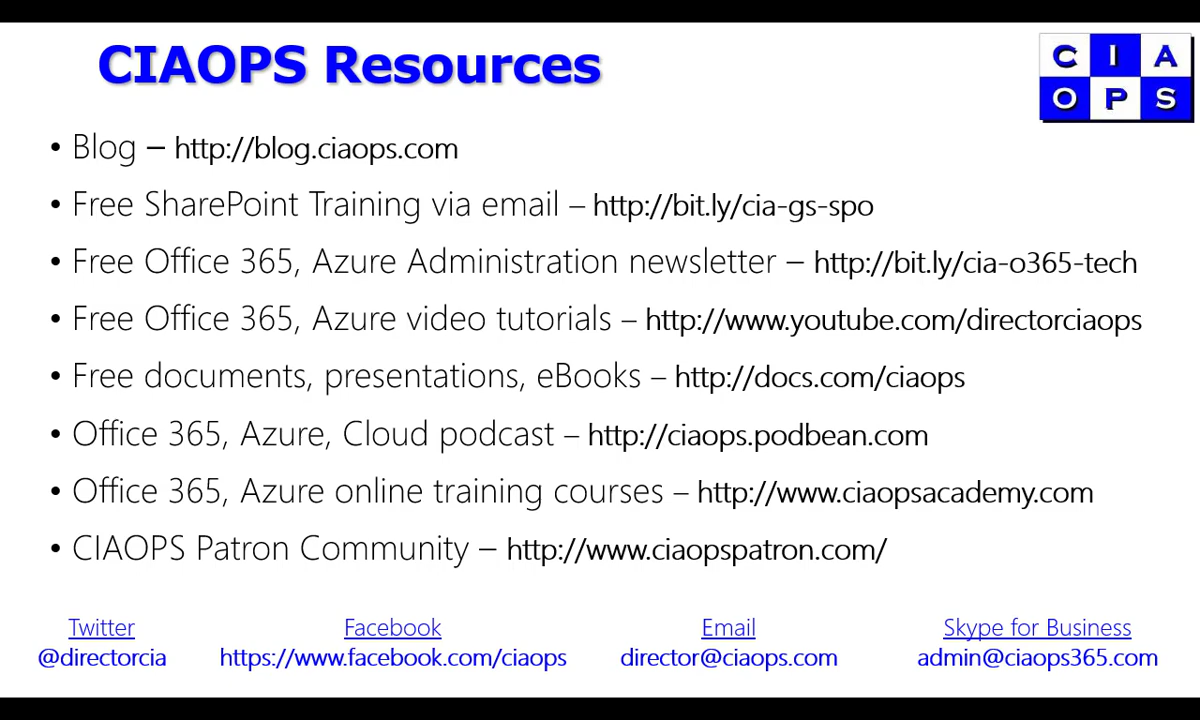 CIAOPS Resources
C I A
O P S
• Blog – http://blog.ciaops.com
• Free SharePoint Training via email – http://bit.ly/cia-gs-spo
• Free Office 365, Azure Administration newsletter – http://bit.ly/cia-o365-tech
• Free Office 365, Azure video tutorials – http://www.youtube.com/directorciaops
• Free documents, presentations, eBooks – http://docs.com/ciaops
• Office 365, Azure, Cloud podcast – http://ciaops.podbean.com
• Office 365, Azure online training courses – http://www.ciaopsacademy.com
• CIAOPS Patron Community – http://www.ciaopspatron.com/
Twitter Facebook Email Skype for Business
@directorcia https://www.facebook.com/ciaops director@ciaops.com admin@ciaops365.com